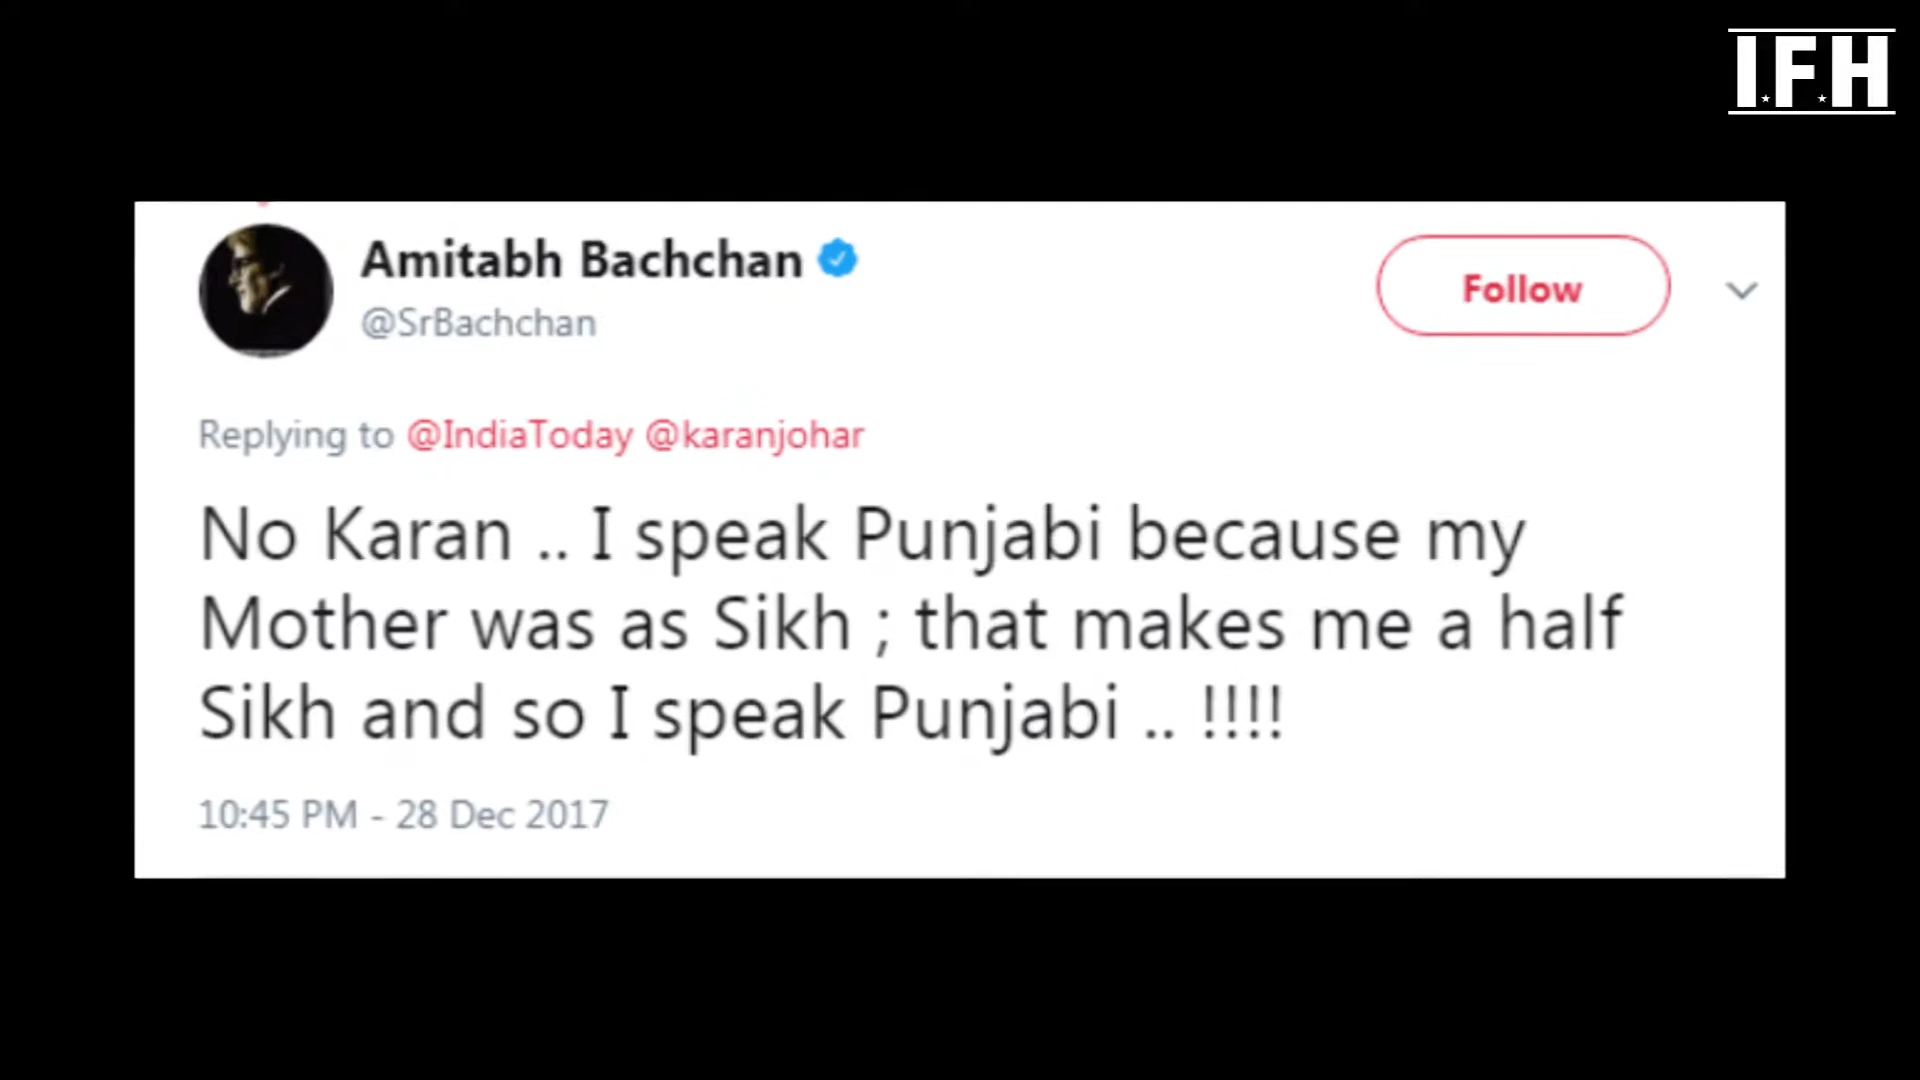 I.F.H
Amitabh Bachchan
@SrBachchan
Follow
Replying to @IndiaToday @karanjohar
No Karan .. I speak Punjabi because my
Mother was as Sikh ; that makes me a half
Sikh and so I speak Punjabi .. !!!!
10:45 PM - 28 Dec 2017